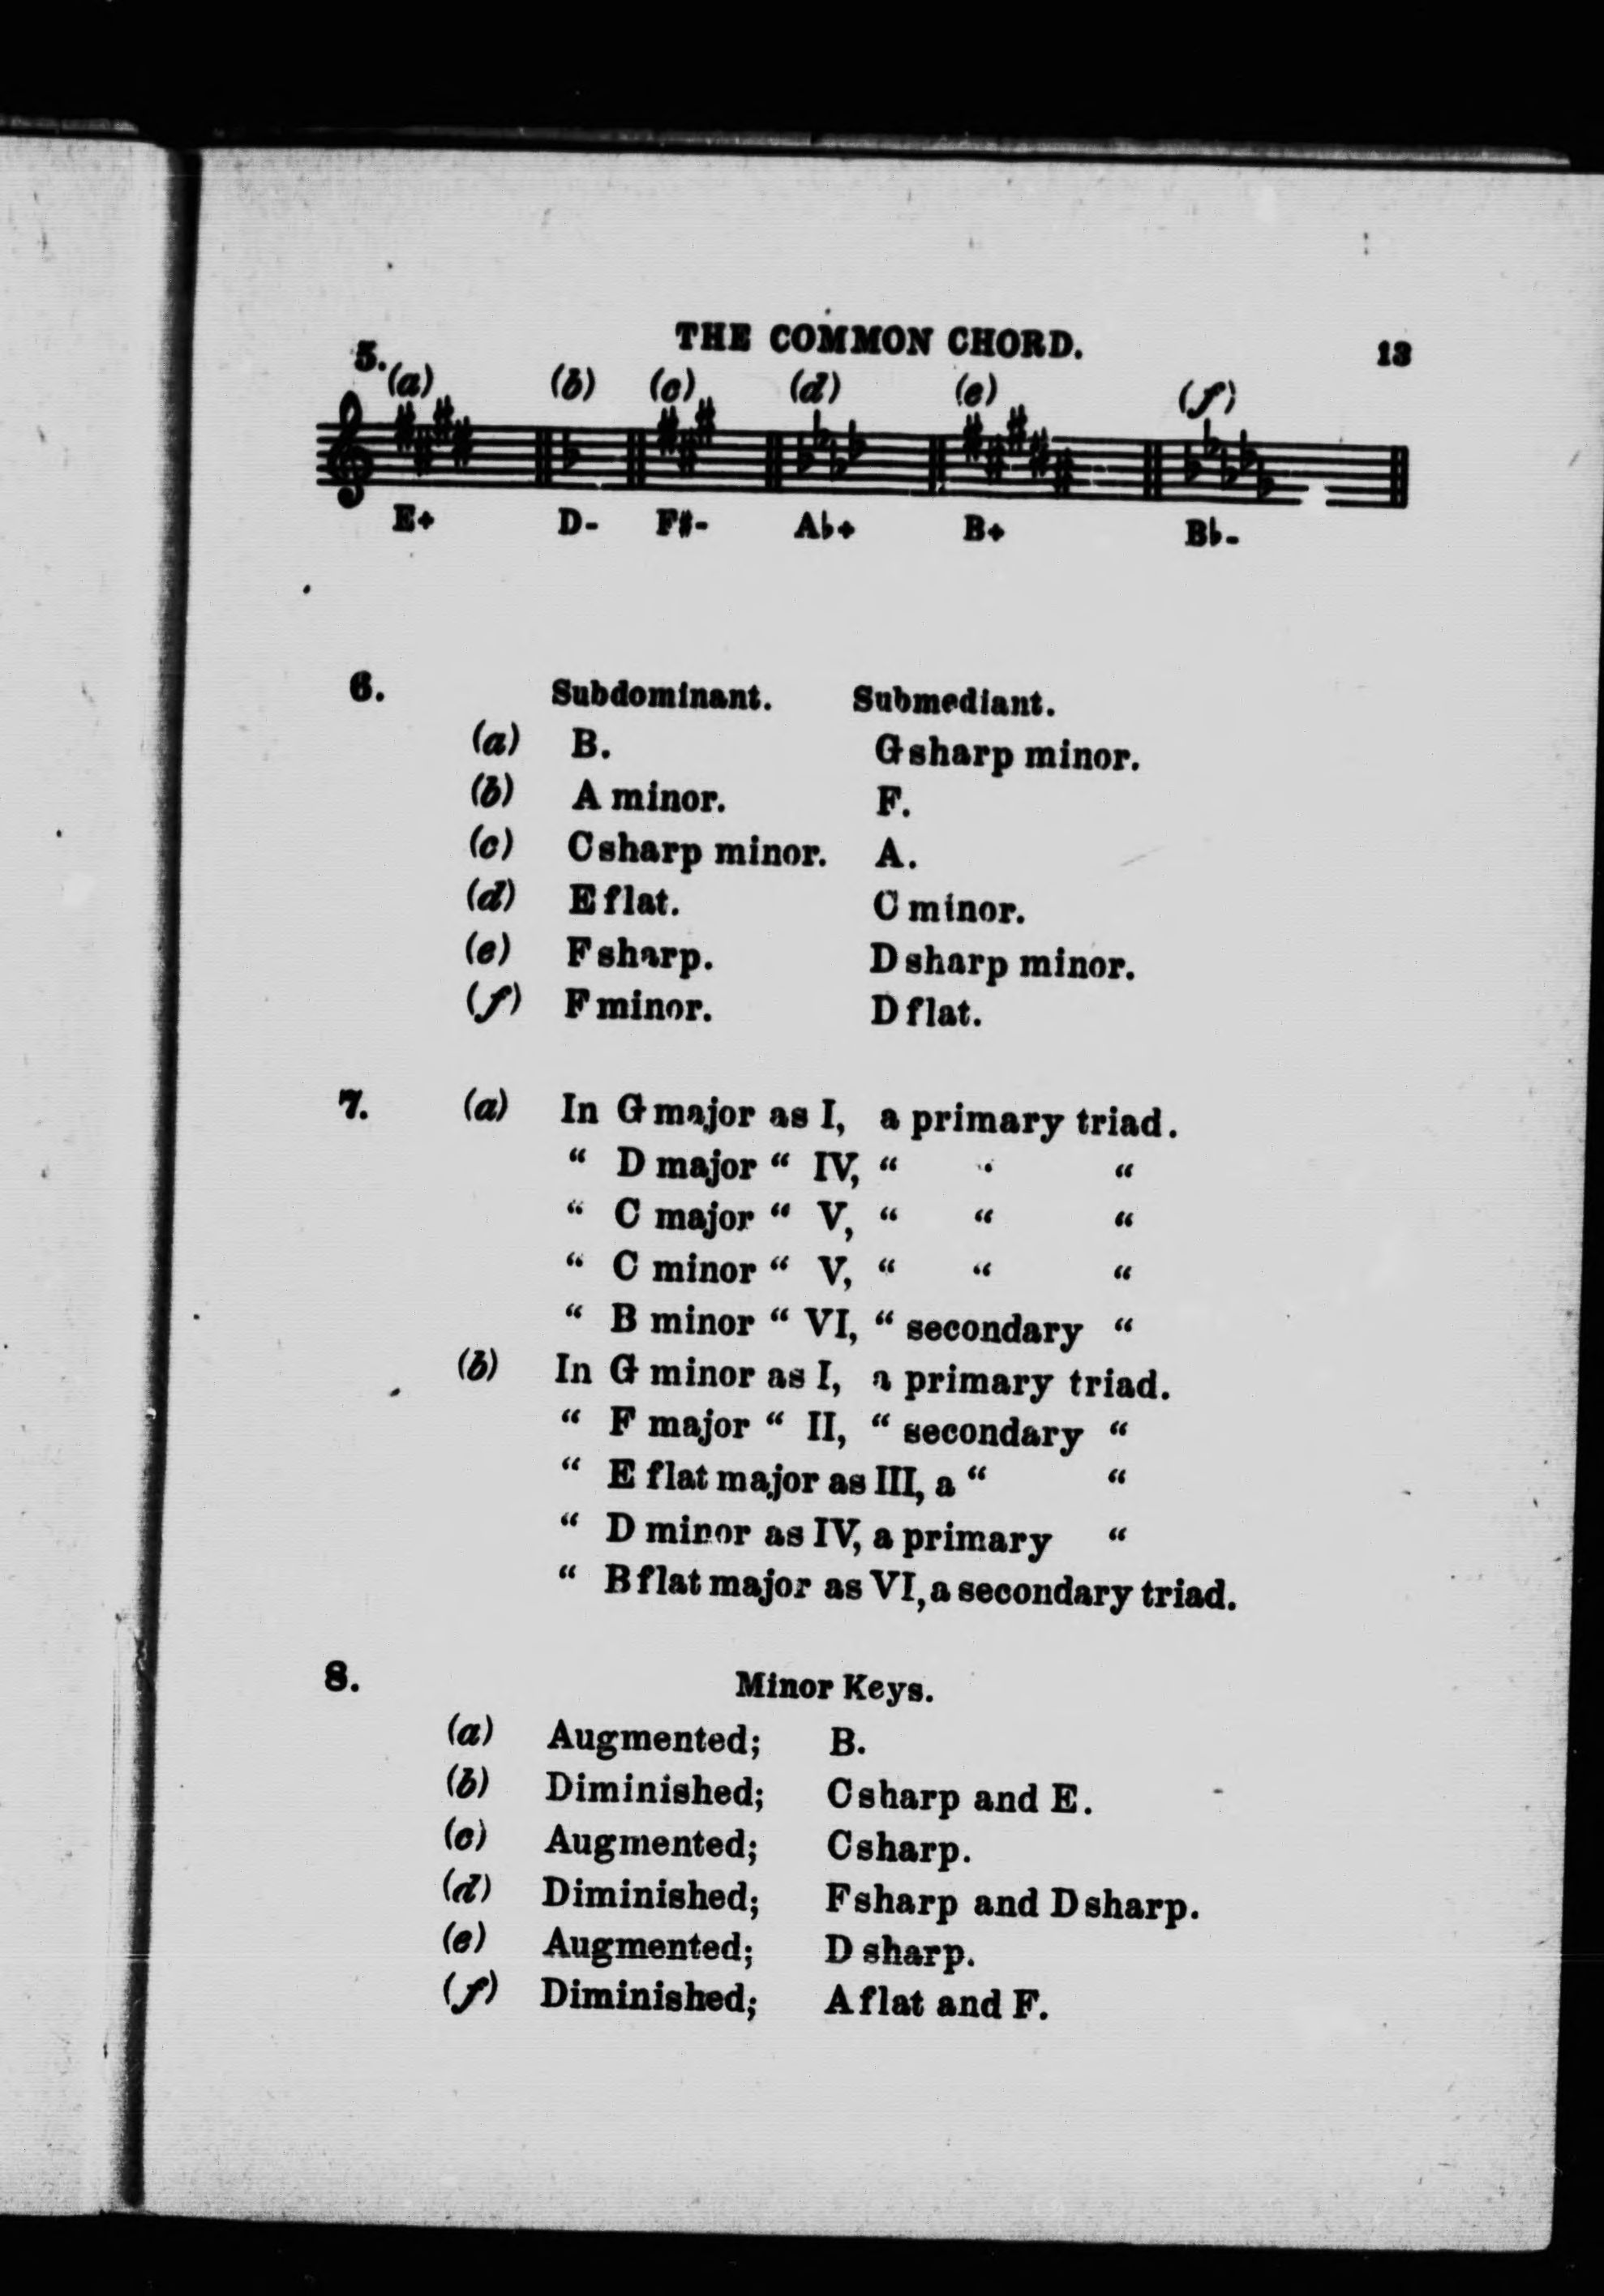 THE COMMON CHORD. 13
5. (a) (b) (c) (d) (e) (f)
E+ D- F#- A♭+ B+ B♭-
6. Subdominant. Submediant.
(a) B. G sharp minor.
(b) A minor. F.
(c) C sharp minor. A.
(d) E flat. C minor.
(e) F sharp. D sharp minor.
(f) F minor. D flat.
7. (a) In G major as I, a primary triad.
“ D major “ IV, “ “ “
“ C major “ V, “ “ “
“ C minor “ V, “ “ “
“ B minor “ VI, “ secondary “
(b) In G minor as I, a primary triad.
“ F major “ II, “ secondary “
“ E flat major as III, a “ “
“ D minor as IV, a primary “
“ B flat major as VI, a secondary triad.
8. Minor Keys.
(a) Augmented; B.
(b) Diminished; C sharp and E.
(c) Augmented; C sharp.
(d) Diminished; F sharp and D sharp.
(e) Augmented; D sharp.
(f) Diminished; A flat and F.